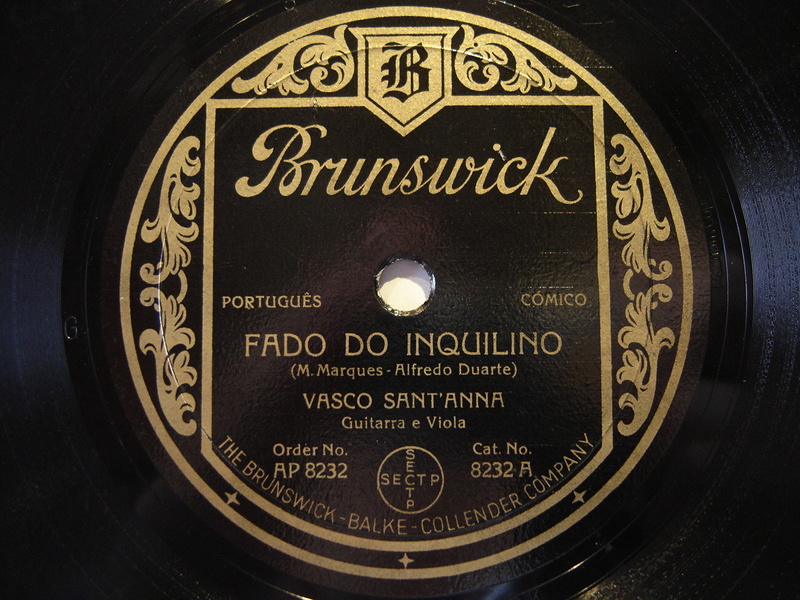 B
Brunswick
PORTUGUÊS
CÓMICO
FADO DO INQUILINO
(M. Marques - Alfredo Duarte)
VASCO SANT'ANNA
Guitarra e Viola
Order No.
AP 8232
SECTP
SECTP
Cat. No.
8232-A
THE BRUNSWICK-BALKE-COLLENDER COMPANY
G